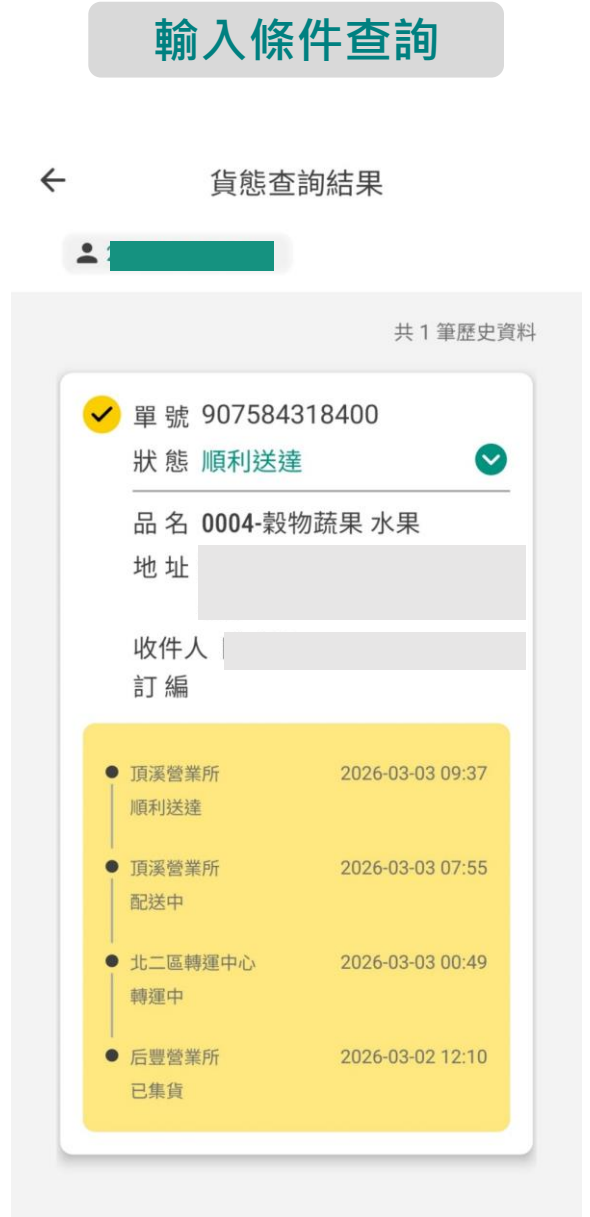 輸入條件查詢
貨態查詢結果
共 1 筆歷史資料
單 號 907584318400
狀 態 順利送達
品 名 0004-穀物蔬果 水果
地 址
收件人
訂 編
頂溪營業所 2026-03-03 09:37
順利送達
頂溪營業所 2026-03-03 07:55
配送中
北二區轉運中心 2026-03-03 00:49
轉運中
后豐營業所 2026-03-02 12:10
已集貨